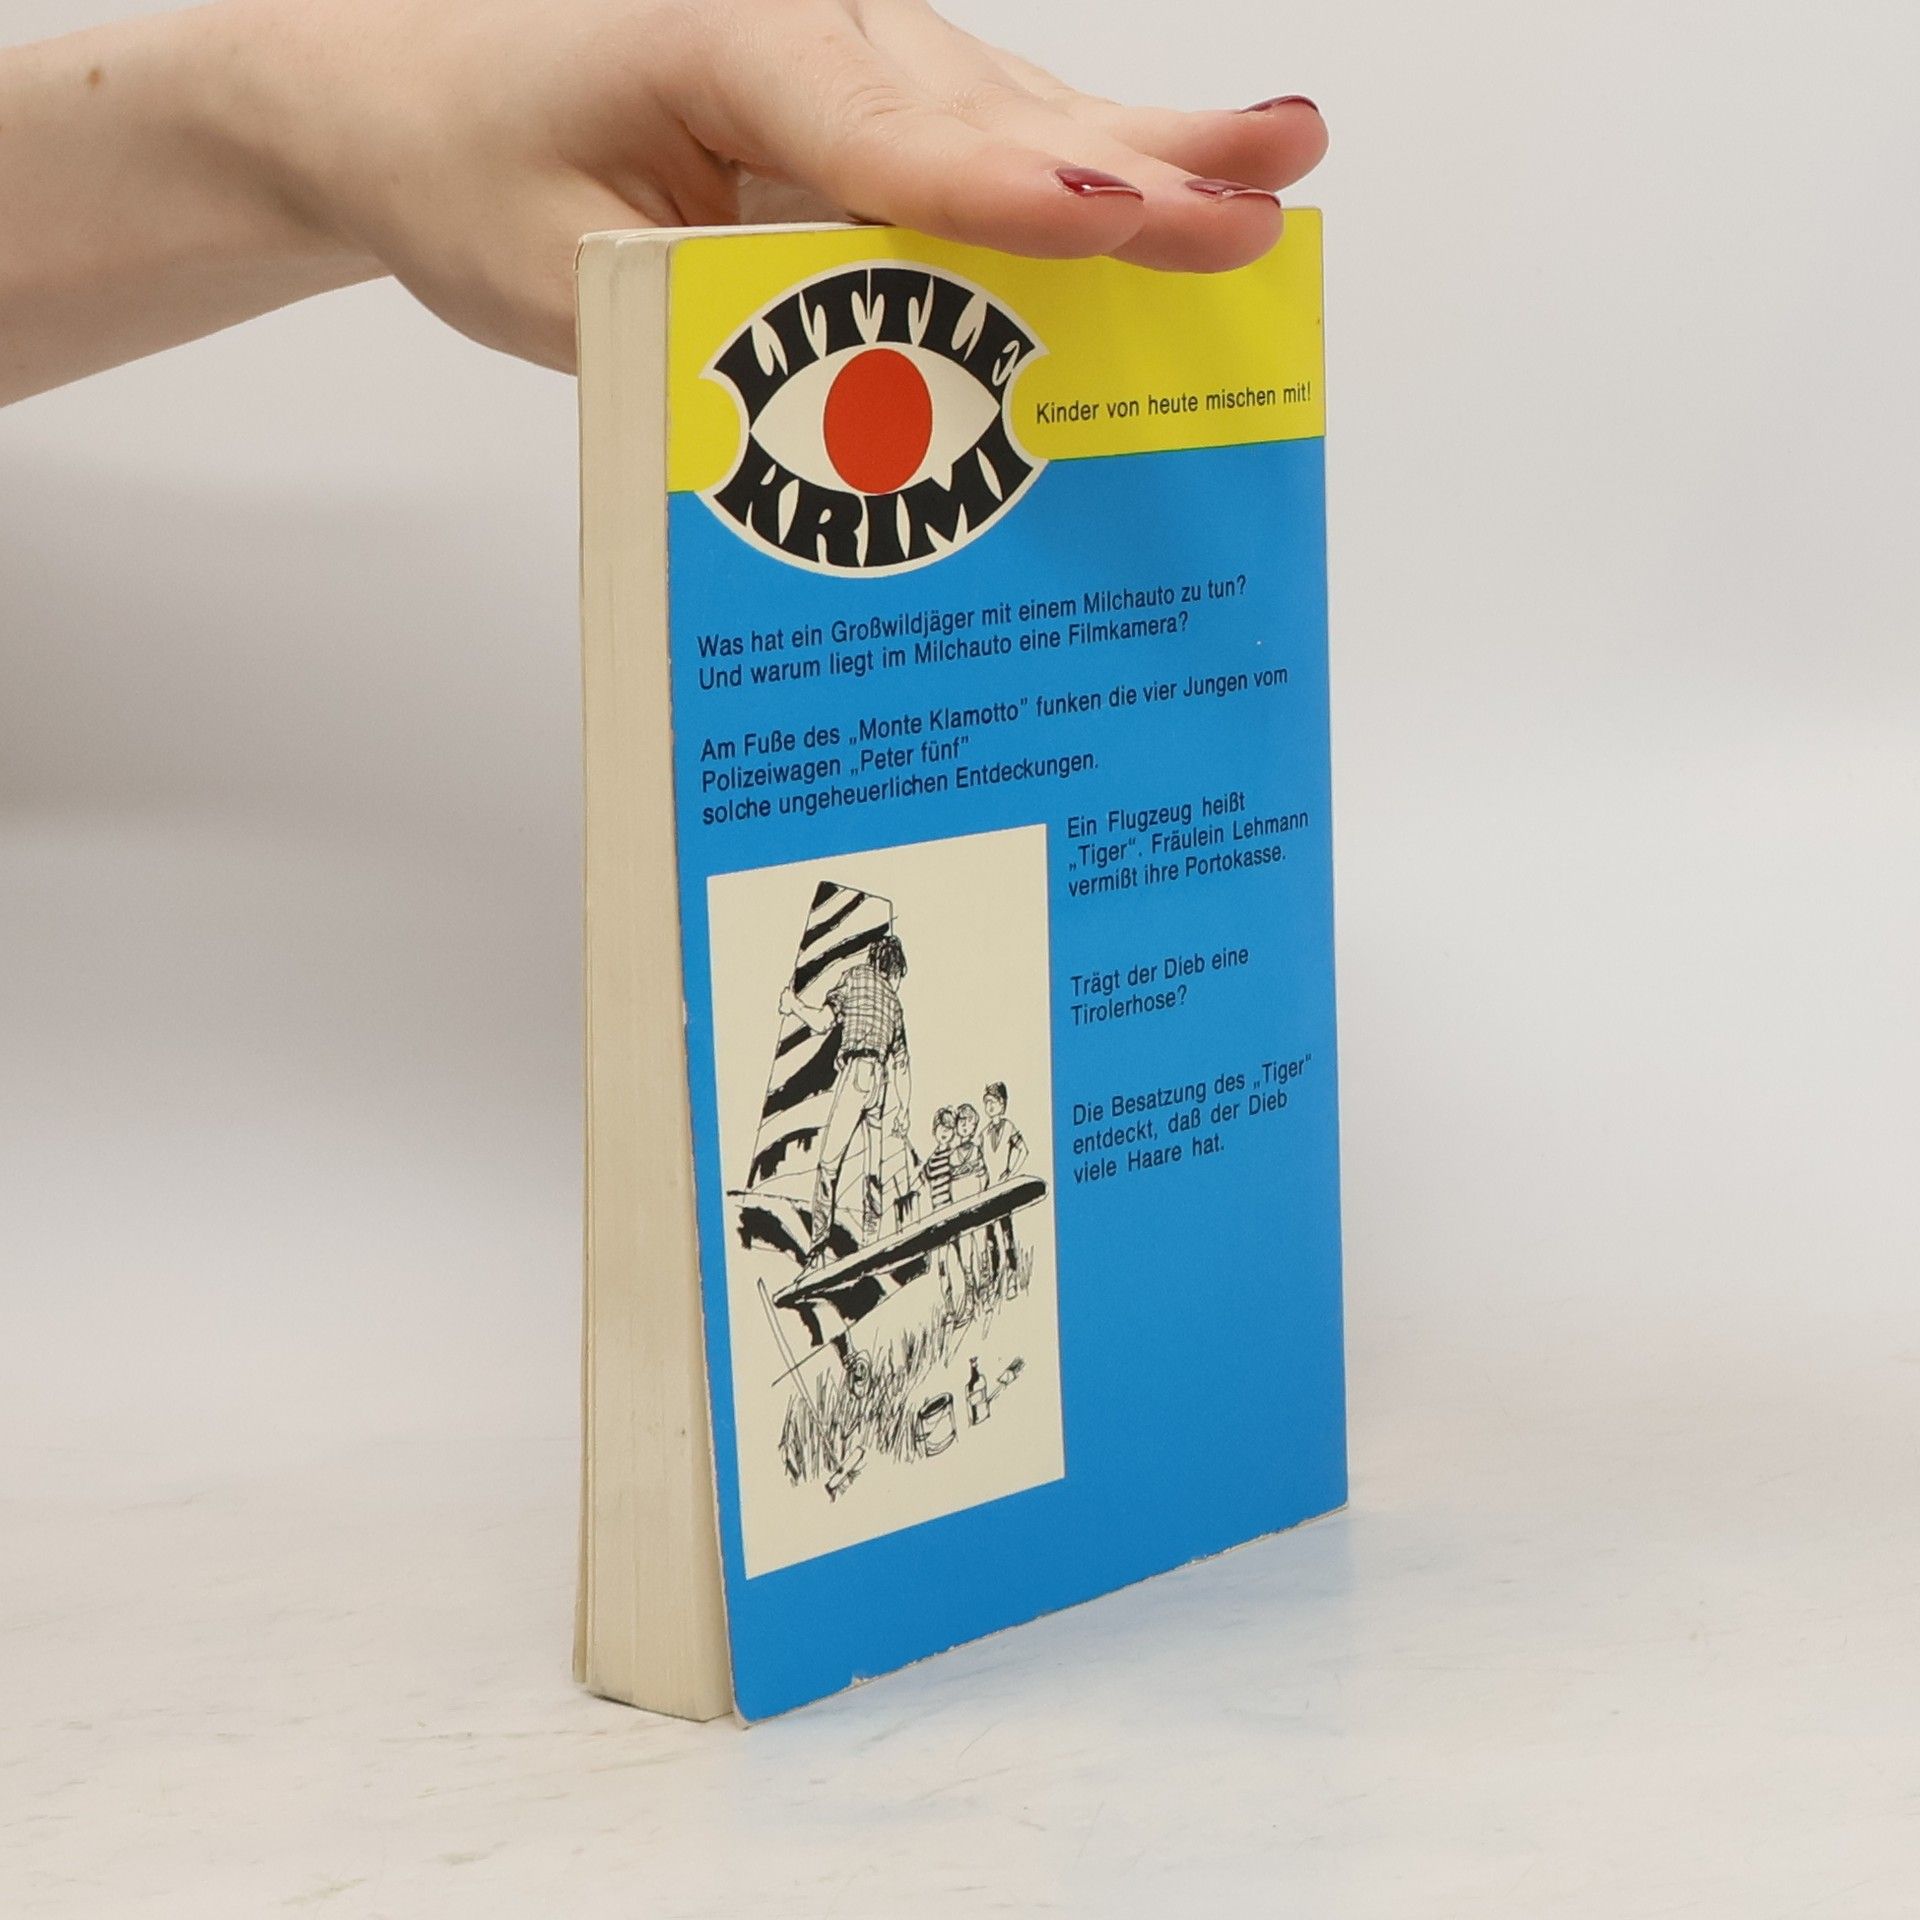 LITTLE
KRIMI
Kinder von heute mischen mit!
Was hat ein Großwildjäger mit einem Milchauto zu tun?
Und warum liegt im Milchauto eine Filmkamera?
Am Fuße des „Monte Klamotto” funken die vier Jungen vom
Polizeiwagen „Peter fünf”
solche ungeheuerlichen Entdeckungen.
Ein Flugzeug heißt
„Tiger“. Fräulein Lehmann
vermißt ihre Portokasse.
Trägt der Dieb eine
Tirolerhose?
Die Besatzung des „Tiger“
entdeckt, daß der Dieb
viele Haare hat.